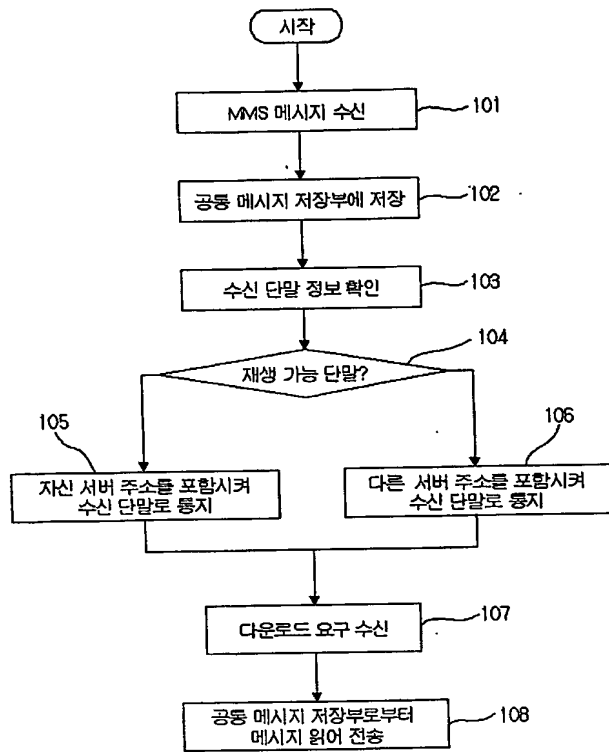 시작
MMS 메시지 수신
101
공통 메시지 저장부에 저장
102
수신 단말 정보 확인
103
재생 가능 단말?
104
105
자신 서버 주소를 포함시켜
수신 단말로 통지
106
다른 서버 주소를 포함시켜
수신 단말로 통지
다운로드 요구 수신
107
공통 메시지 저장부로부터
메시지 읽어 전송
108